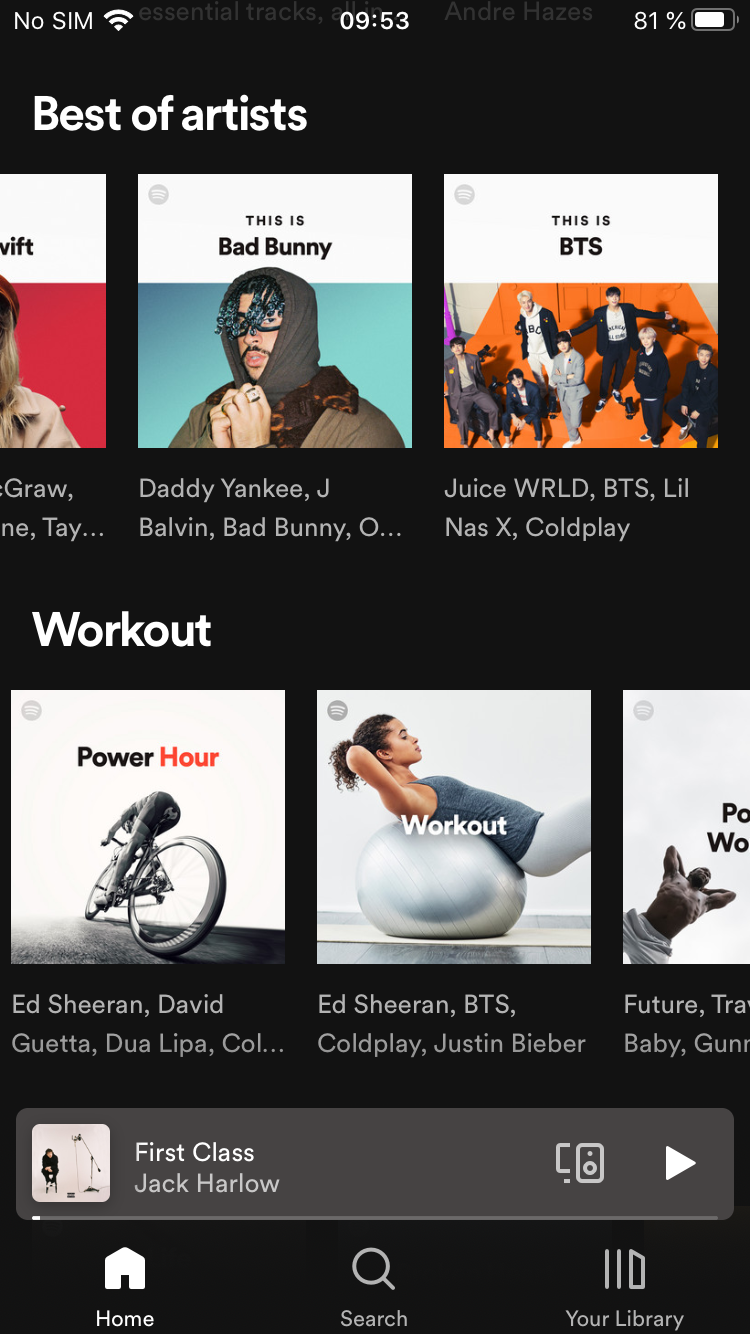 essential tracks, all in
Andre Hazes
No SIM
09:53
81 %
Best of artists
wift
THIS IS
Bad Bunny
THIS IS
BTS
cGraw,
ne, Tay...
Daddy Yankee, J
Balvin, Bad Bunny, O...
Juice WRLD, BTS, Lil
Nas X, Coldplay
Workout
Power Hour
Workout
Po
Wo
Ed Sheeran, David
Guetta, Dua Lipa, Col...
Ed Sheeran, BTS,
Coldplay, Justin Bieber
Future, Trav
Baby, Gunn
First Class
Jack Harlow
Home
Search
Your Library